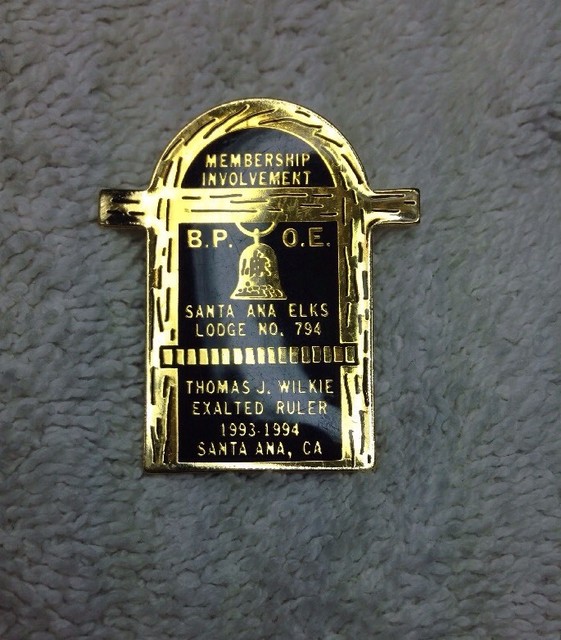 MEMBERSHIP
INVOLVEMENT
B.P. O.E.
SANTA ANA ELKS
LODGE NO. 794
THOMAS J. WILKIE
EXALTED RULER
1993-1994
SANTA ANA, CA